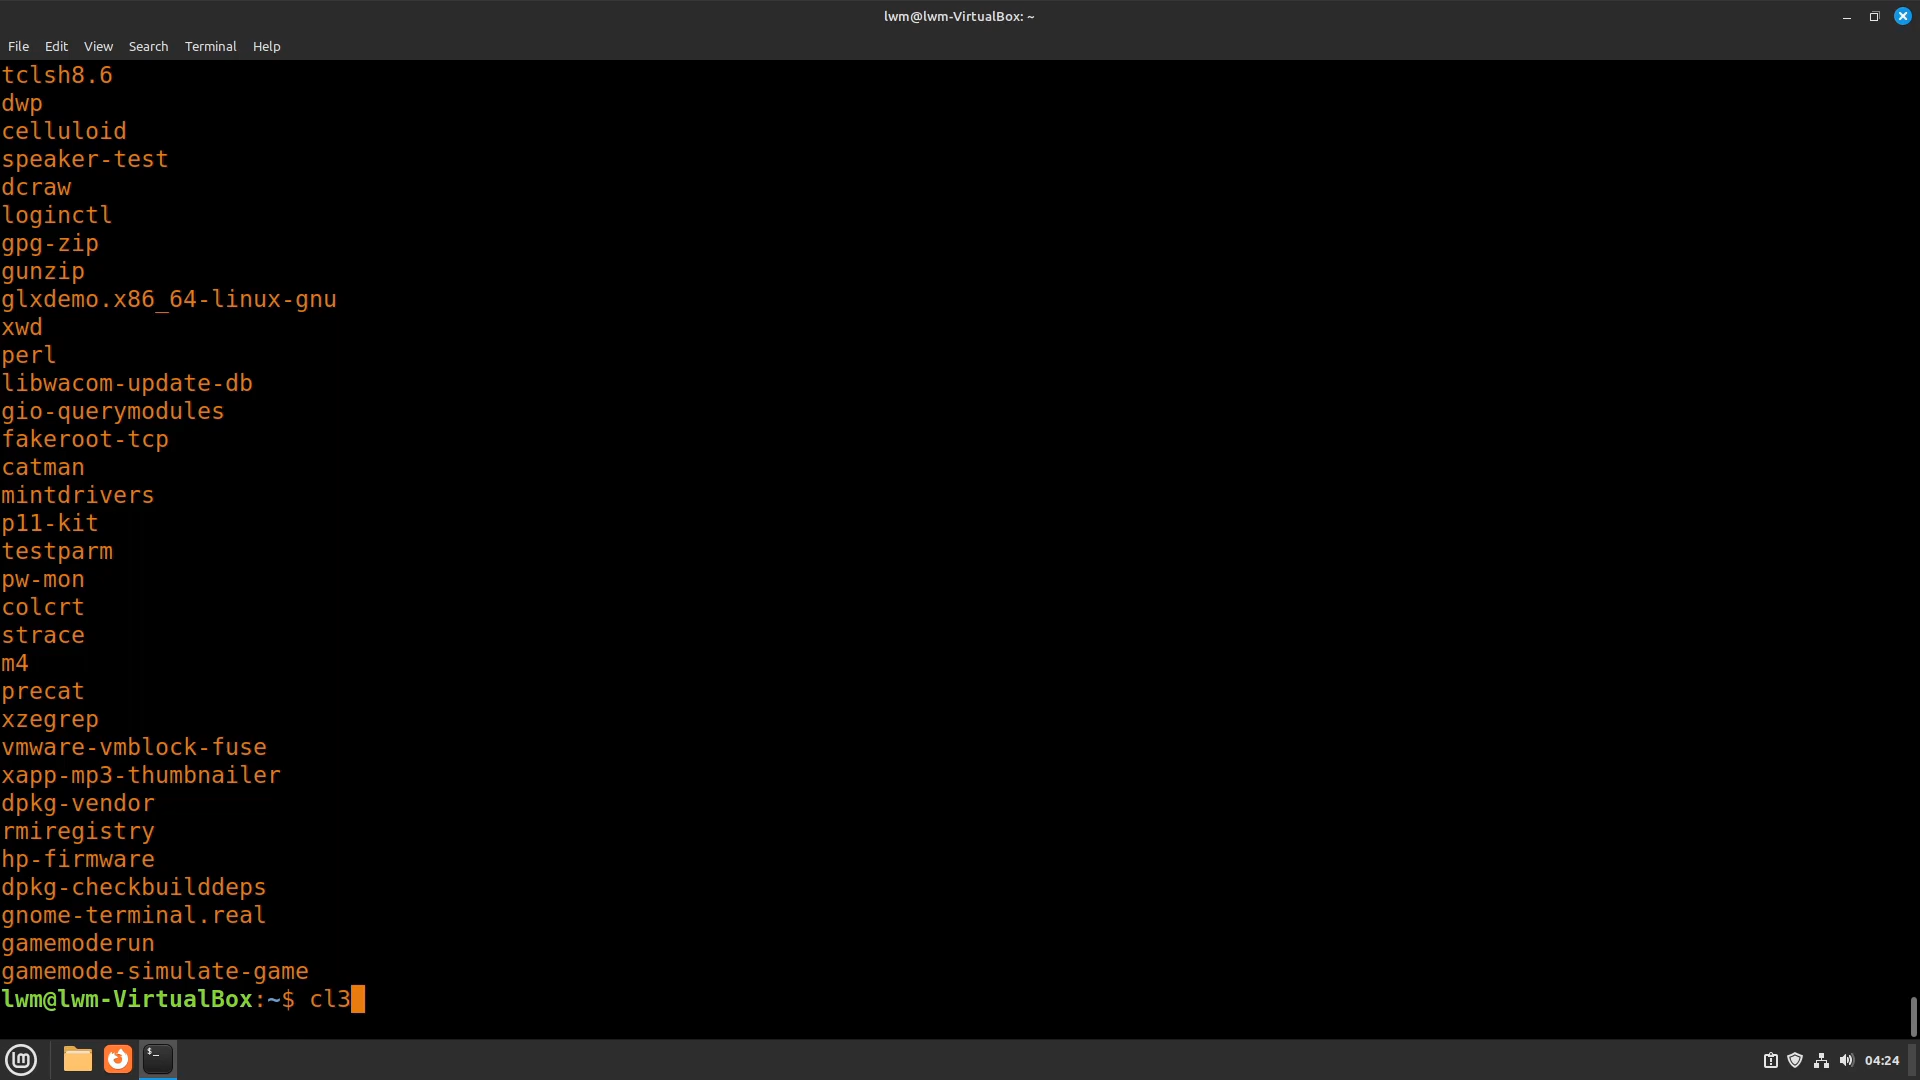 lwm@lwm-VirtualBox: ~
File Edit View Search Terminal Help
tclsh8.6
dwp
celluloid
speaker-test
dcraw
loginctl
gpg-zip
gunzip
glxdemo.x86_64-linux-gnu
xwd
perl
libwacom-update-db
gio-querymodules
fakeroot-tcp
catman
mintdrivers
p11-kit
testparm
pw-mon
colcrt
strace
m4
precat
xzegrep
vmware-vmblock-fuse
xapp-mp3-thumbnailer
dpkg-vendor
rmiregistry
hp-firmware
dpkg-checkbuilddeps
gnome-terminal.real
gamemoderun
gamemode-simulate-game
lwm@lwm-VirtualBox:~$ cl3
lm $_ 04:24